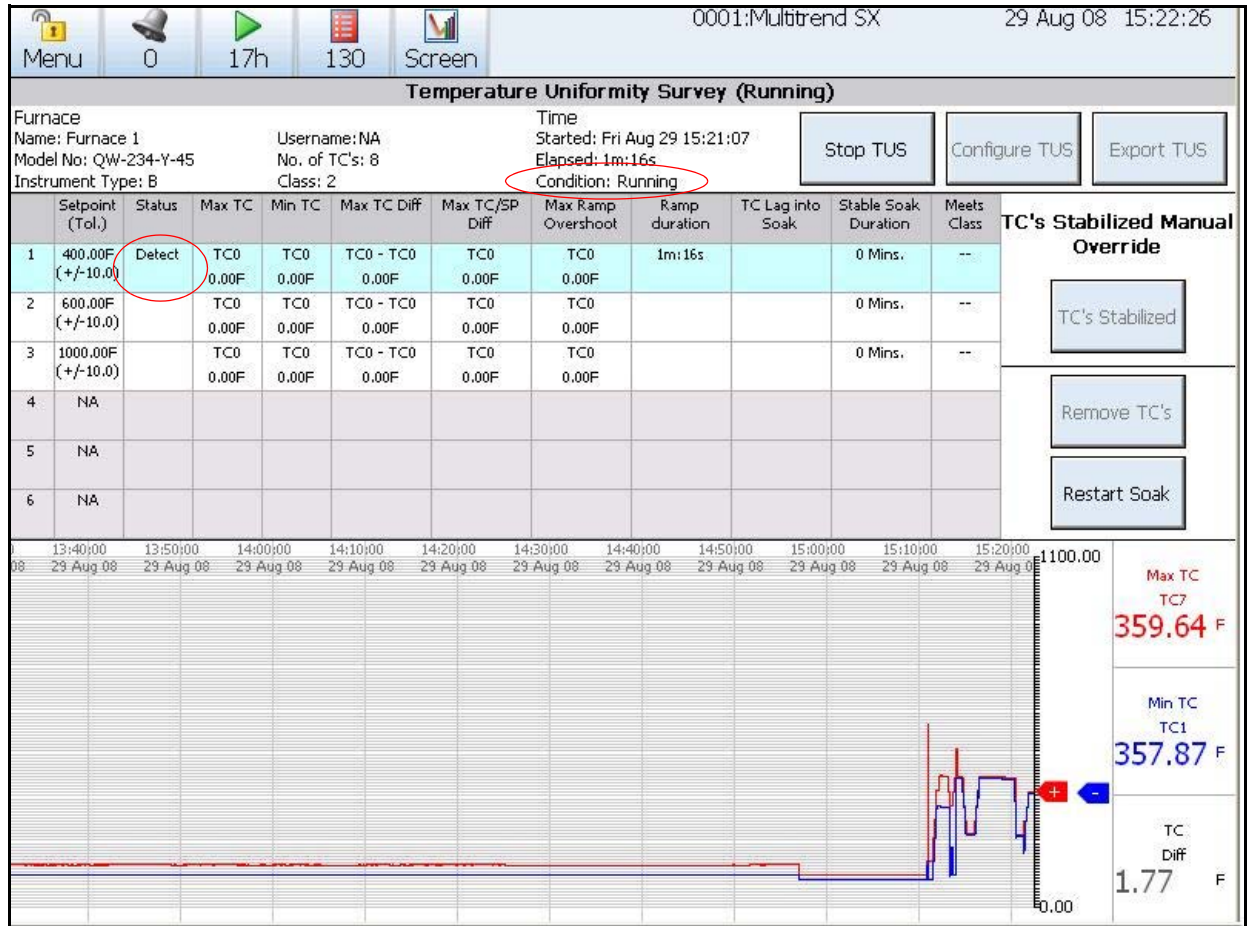 0001:Multitrend SX
29 Aug 08 15:22:26
Menu
0
17h
130
Screen
Temperature Uniformity Survey (Running)
Furnace
Name: Furnace 1
Model No: QW-234-Y-45
Instrument Type: B
Username:NA
No. of TC's: 8
Class: 2
Time
Started: Fri Aug 29 15:21:07
Elapsed: 1m:16s
Condition: Running
Stop TUS
Configure TUS
Export TUS
Setpoint (Tol.) Status Max TC Min TC Max TC Diff Max TC/SP Diff Max Ramp Overshoot Ramp duration TC Lag into Soak Stable Soak Duration Meets Class
1 400.00F Detect TC0 TC0 TC0 - TC0 TC0 TC0 1m:16s 0 Mins. --
(+/-10.0) 0.00F 0.00F 0.00F 0.00F 0.00F
2 600.00F TC0 TC0 TC0 - TC0 TC0 TC0 0 Mins. --
(+/-10.0) 0.00F 0.00F 0.00F 0.00F 0.00F
3 1000.00F TC0 TC0 TC0 - TC0 TC0 TC0 0 Mins. --
(+/-10.0) 0.00F 0.00F 0.00F 0.00F 0.00F
4 NA
5 NA
6 NA
TC's Stabilized Manual
Override
TC's Stabilized
Remove TC's
Restart Soak
13:40:00 13:50:00 14:00:00 14:10:00 14:20:00 14:30:00 14:40:00 14:50:00 15:00:00 15:10:00 15:20:00
08 29 Aug 08 29 Aug 08 29 Aug 08 29 Aug 08 29 Aug 08 29 Aug 08 29 Aug 08 29 Aug 08 29 Aug 08 29 Aug 08 29 Aug 0
1100.00
0.00
Max TC
TC7
359.64 F
Min TC
TC1
357.87 F
TC
Diff
1.77 F